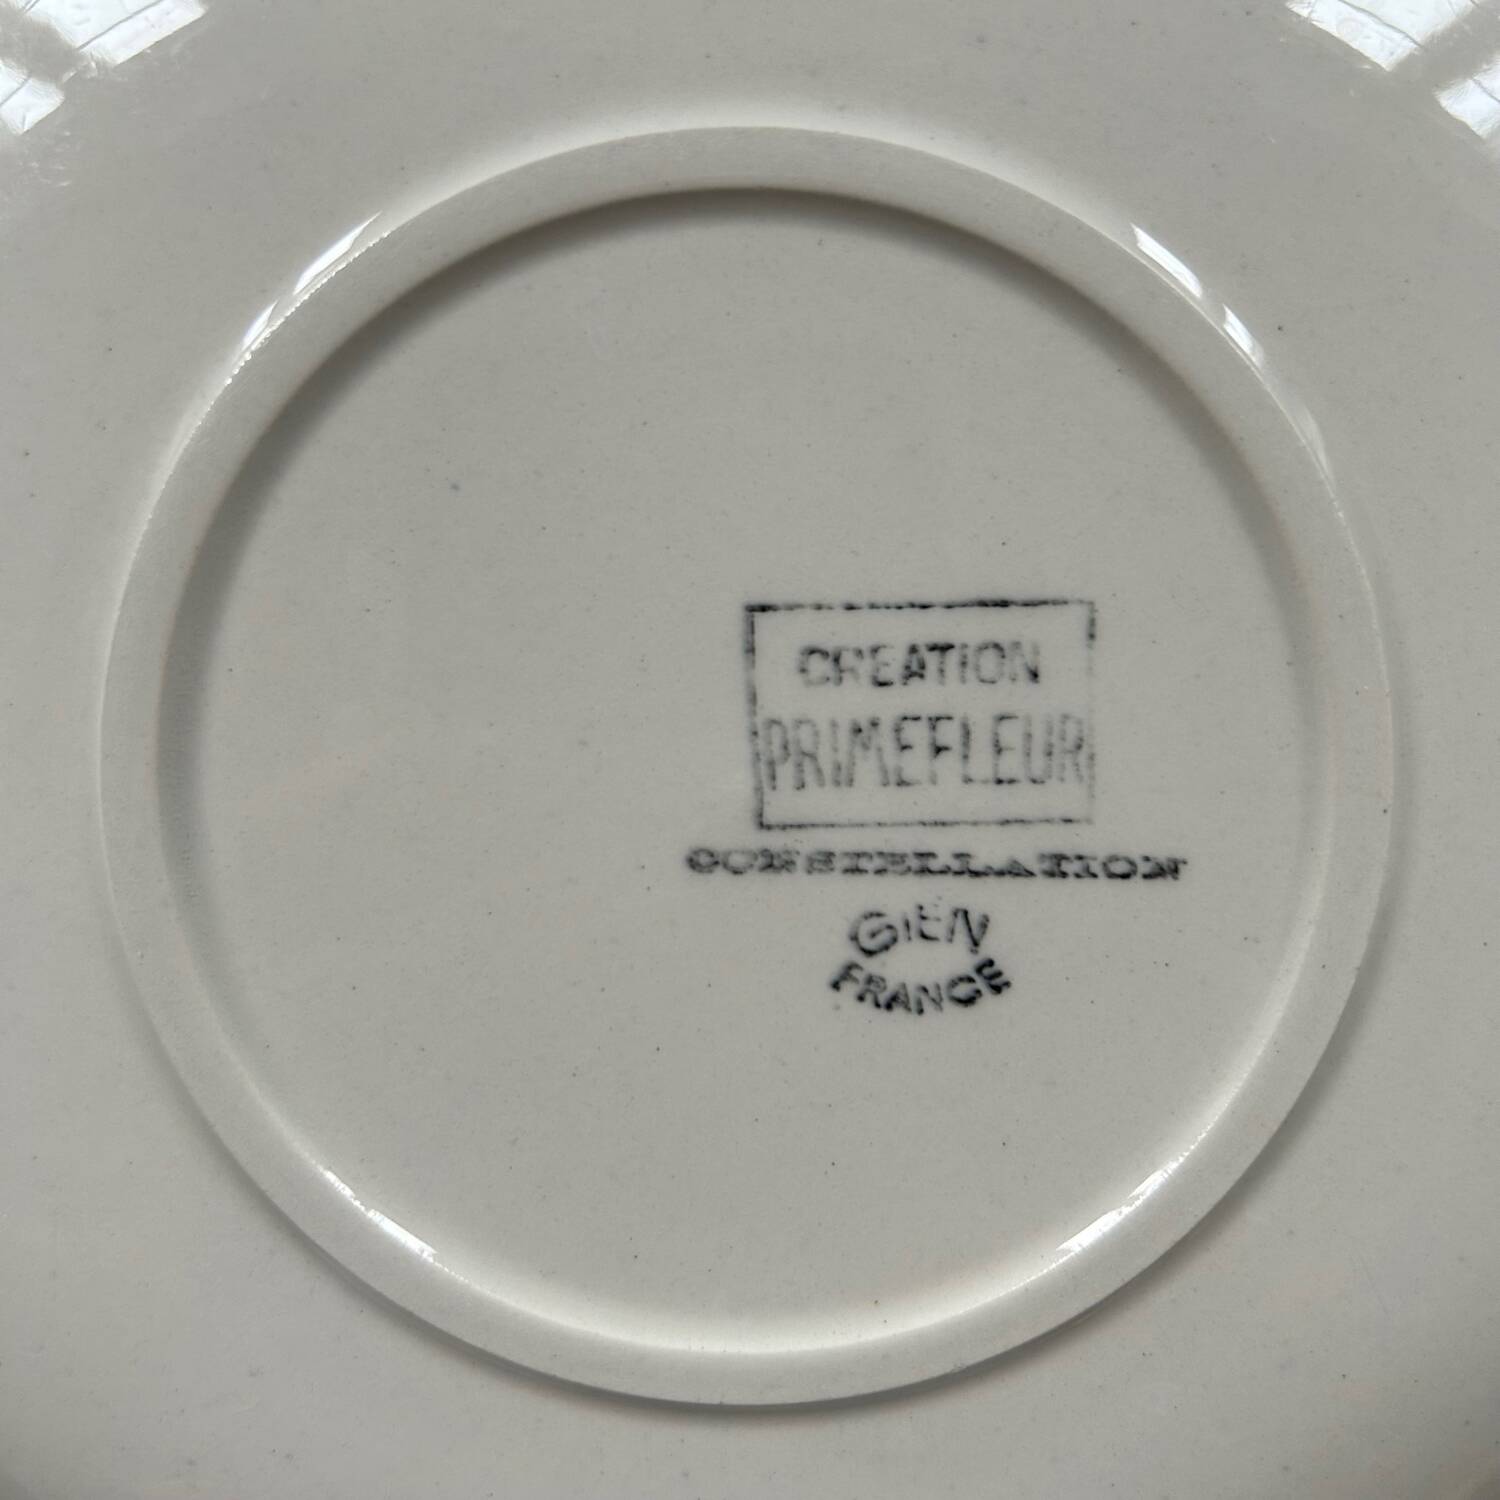 CREATION
PRIMEFLEUR
CONSTELLATION
GIEN
FRANCE